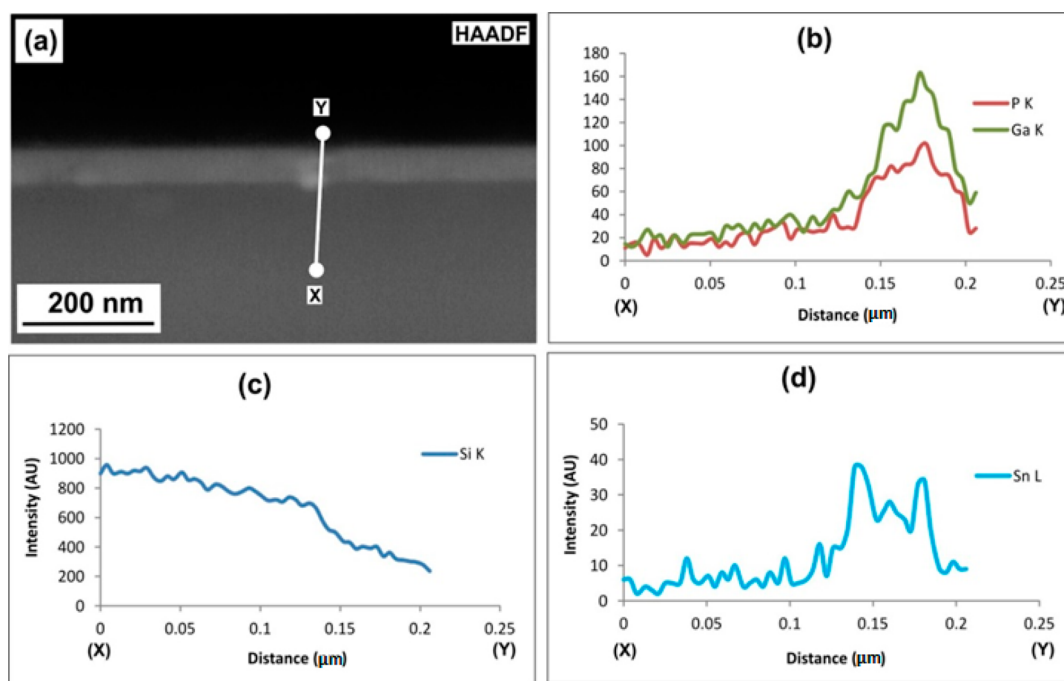 (a)
HAADF
Y
X
200 nm
(b)
180
160
140
120
100
80
60
40
20
0
P K
Ga K
0 0.05 0.1 0.15 0.2 0.25
(X) (Y)
Distance (μm)
(c)
Intensity (AU)
1200
1000
800
600
400
200
0
Si K
0 0.05 0.1 0.15 0.2 0.25
(X) (Y)
Distance (μm)
(d)
Intensity (AU)
50
40
30
20
10
0
Sn L
0 0.05 0.1 0.15 0.2 0.25
(X) (Y)
Distance (μm)